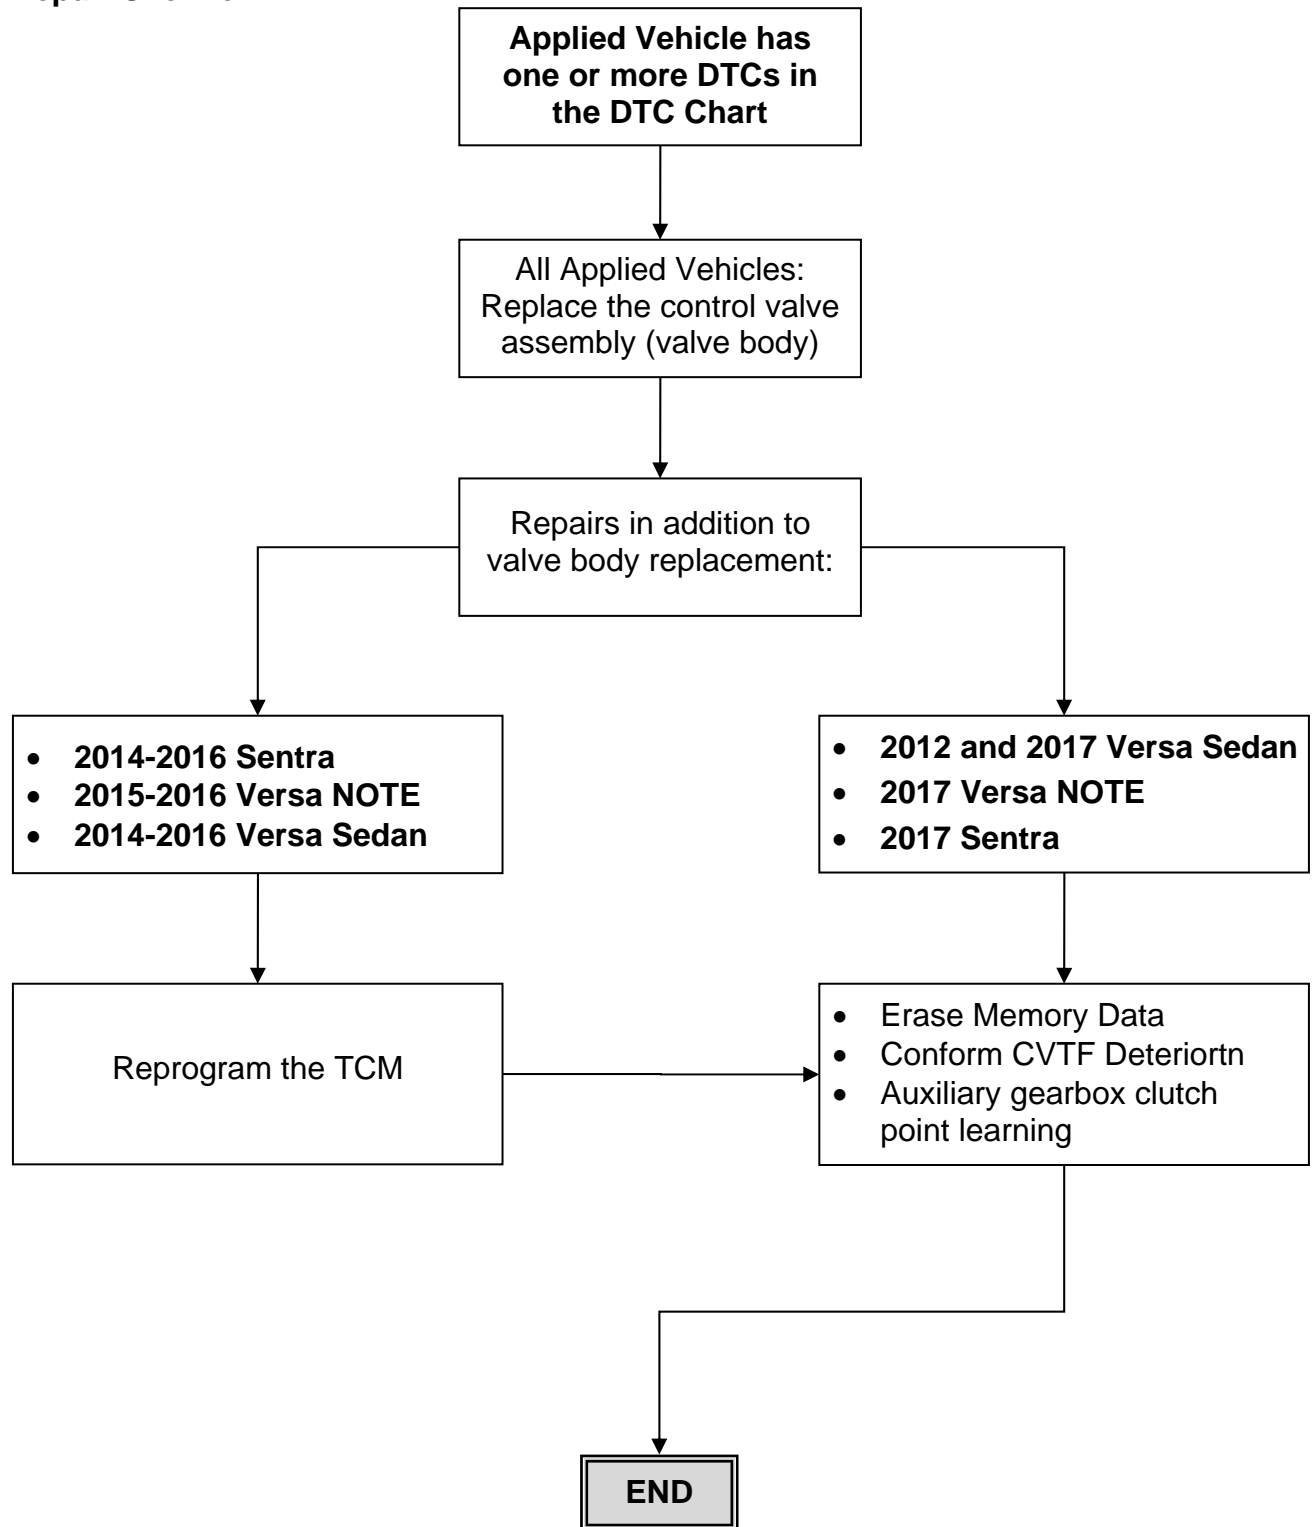 Applied Vehicle has
one or more DTCs in
the DTC Chart
All Applied Vehicles:
Replace the control valve
assembly (valve body)
Repairs in addition to
valve body replacement:
• 2014-2016 Sentra
• 2015-2016 Versa NOTE
• 2014-2016 Versa Sedan
• 2012 and 2017 Versa Sedan
• 2017 Versa NOTE
• 2017 Sentra
Reprogram the TCM
• Erase Memory Data
• Conform CVTF Deteriortn
• Auxiliary gearbox clutch
point learning
END